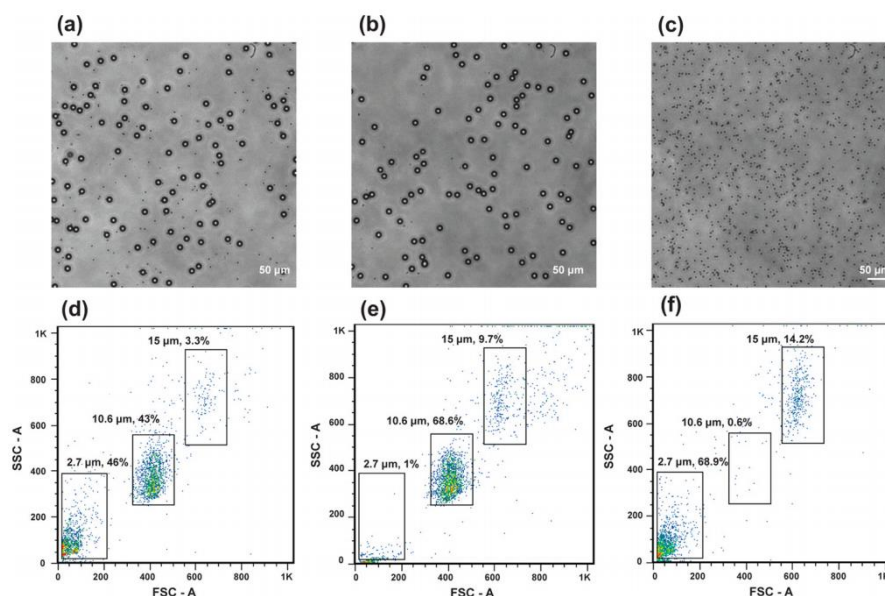 (a) (b) (c)
50 µm 50 µm 50 µm
(d) (e) (f)
1K 1K 1K
15 µm, 3.3% 15 µm, 9.7% 15 µm, 14.2%
800 800 800
10.6 µm, 43% 10.6 µm, 68.6% 10.6 µm, 0.6%
600 600 600
2.7 µm, 46% 2.7 µm, 1% 2.7 µm, 68.9%
SSC - A SSC - A SSC - A
400 400 400
200 200 200
0 0 0
0 200 400 600 800 1K 0 200 400 600 800 1K 0 200 400 600 800 1K
FSC - A FSC - A FSC - A